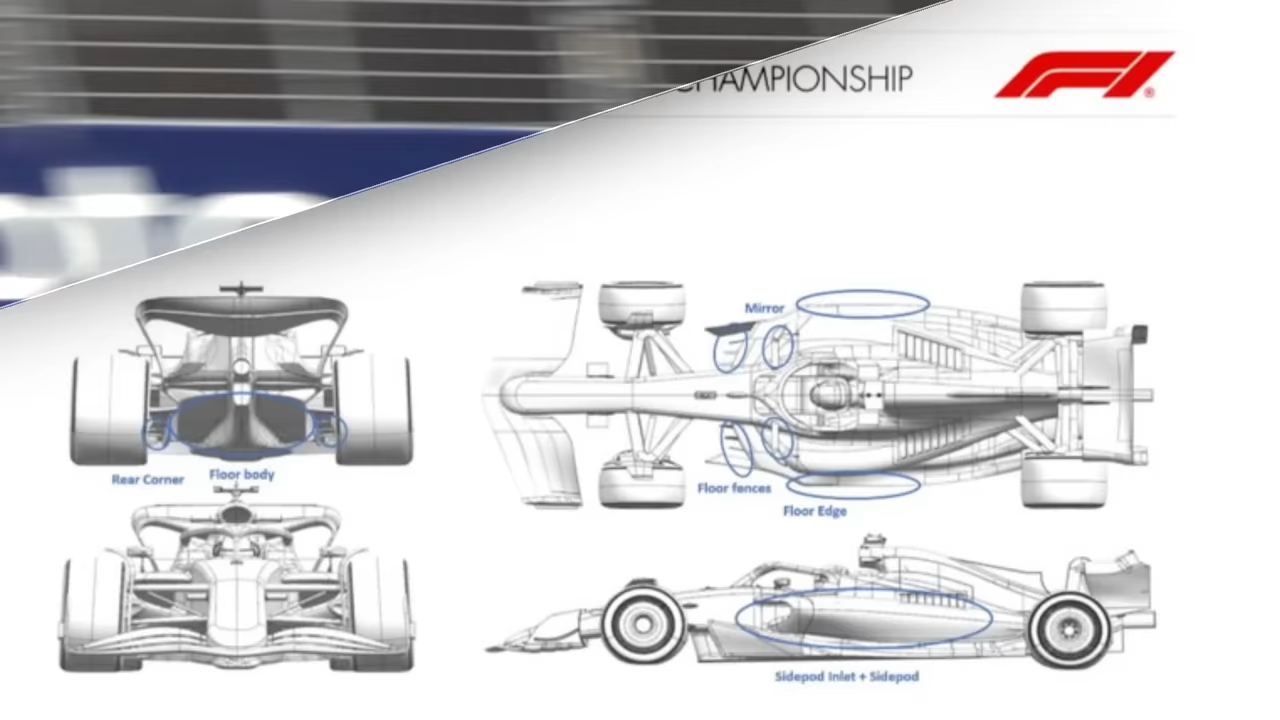 CHAMPIONSHIP
F1
Mirror
Rear Corner
Floor body
Floor fences
Floor Edge
Sidepod Inlet + Sidepod